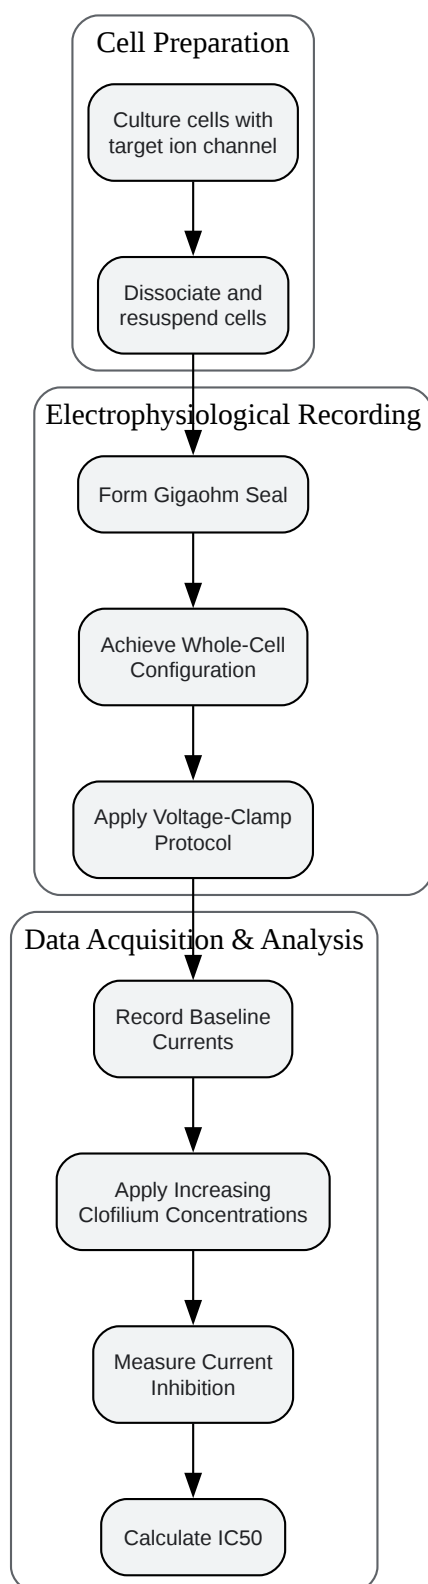 Cell Preparation
Culture cells with
target ion channel
Dissociate and
resuspend cells
Electrophysiological Recording
Form Gigaohm Seal
Achieve Whole-Cell
Configuration
Apply Voltage-Clamp
Protocol
Data Acquisition & Analysis
Record Baseline
Currents
Apply Increasing
Clofilium Concentrations
Measure Current
Inhibition
Calculate IC50